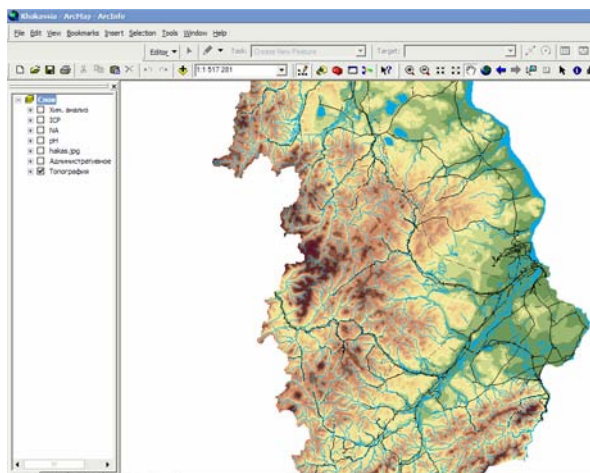 Khakassia - ArcMap - ArcInfo
File Edit View Bookmarks Insert Selection Tools Window Help
Editor Task: Create New Feature Target:
1:1 517 281
Слои
Хим. анализ
ICP
NA
pH
hakas.jpg
Административное
Топография